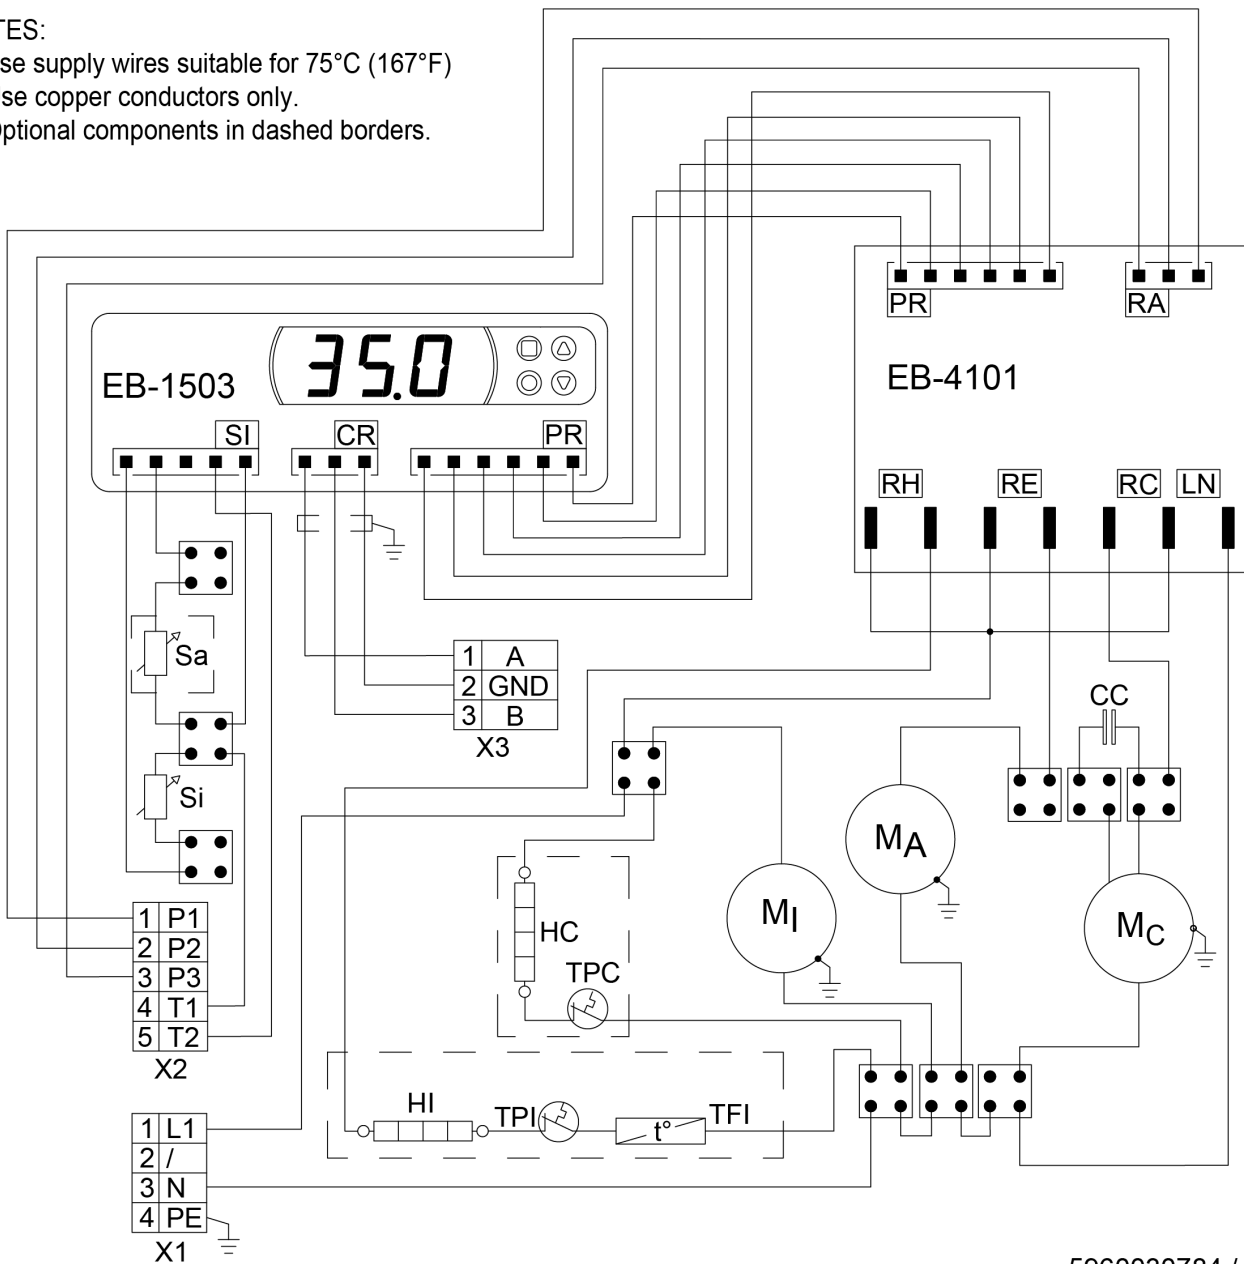 TES:
se supply wires suitable for 75°C (167°F)
se copper conductors only.
ptional components in dashed borders.
PR
RA
EB-4101
EB-1503
35.0
SI
CR
PR
RH
RE
RC
LN
Sa
1 A
2 GND
3 B
X3
CC
Si
MA
MI
MC
HC
TPC
1 P1
2 P2
3 P3
4 T1
5 T2
X2
HI
TPI
t°
TFI
1 L1
2 /
3 N
4 PE
X1